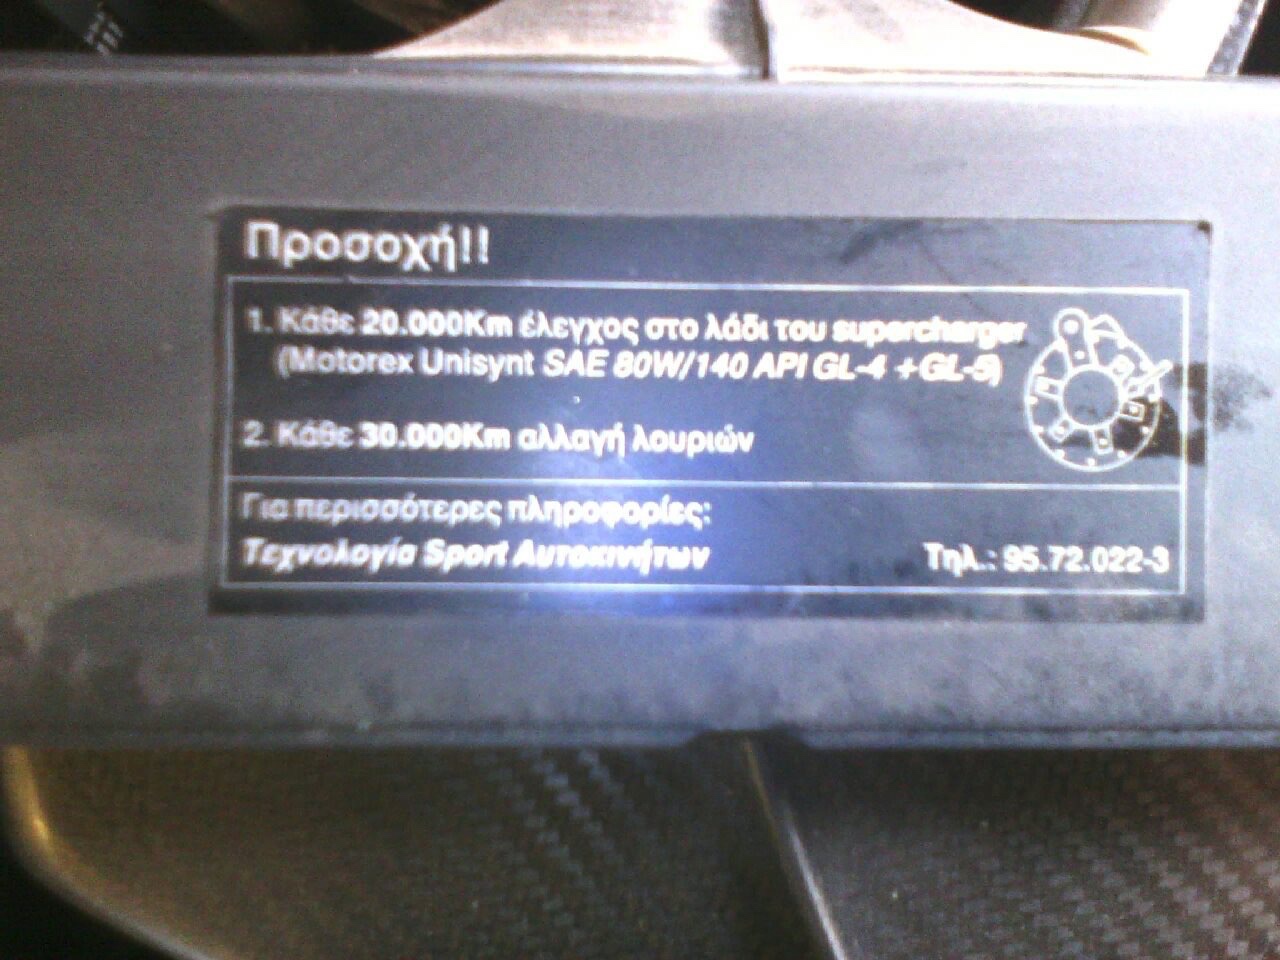 Προσοχή!!
1. Κάθε 20.000Km έλεγχος στο λάδι του supercharger
(Motorex Unisynt SAE 80W/140 API GL-4 +GL-5)
2. Κάθε 30.000Km αλλαγή λουριών
Για περισσότερες πληροφορίες:
Τεχνολογία Sport Αυτοκινήτων Τηλ.: 95.72.022-3